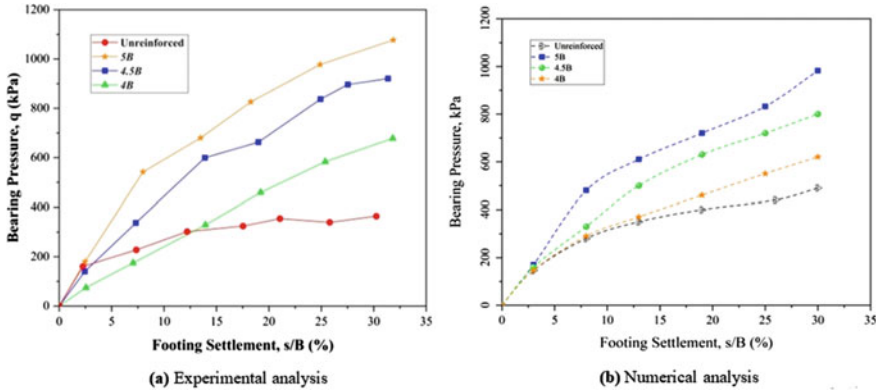 1200
1000
800
600
400
200
0
Bearing Pressure, q (kPa)
Unreinforced
5B
4.5B
4B
0 5 10 15 20 25 30 35
Footing Settlement, s/B (%)
(a) Experimental analysis
1200
1000
800
600
400
200
0
Bearing Pressure, kPa
Unreinforced
5B
4.5B
4B
0 5 10 15 20 25 30 35
Footing Settlement, s/B (%)
(b) Numerical analysis